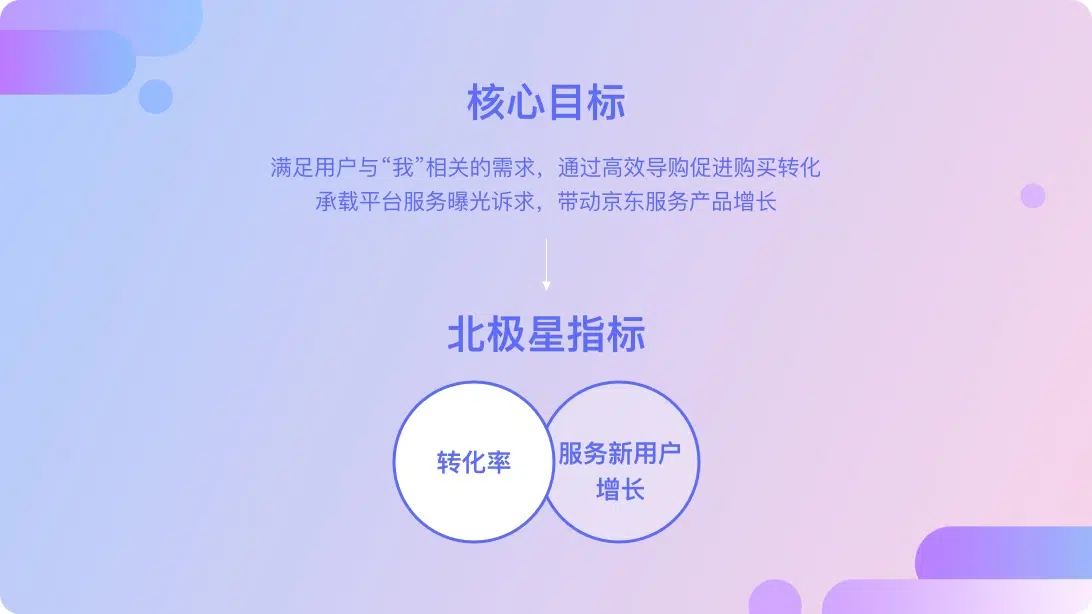 核心目标
满足用户与“我”相关的需求，通过高效导购促进购买转化
承载平台服务曝光诉求，带动京东服务产品增长
北极星指标
转化率
服务新用户
增长